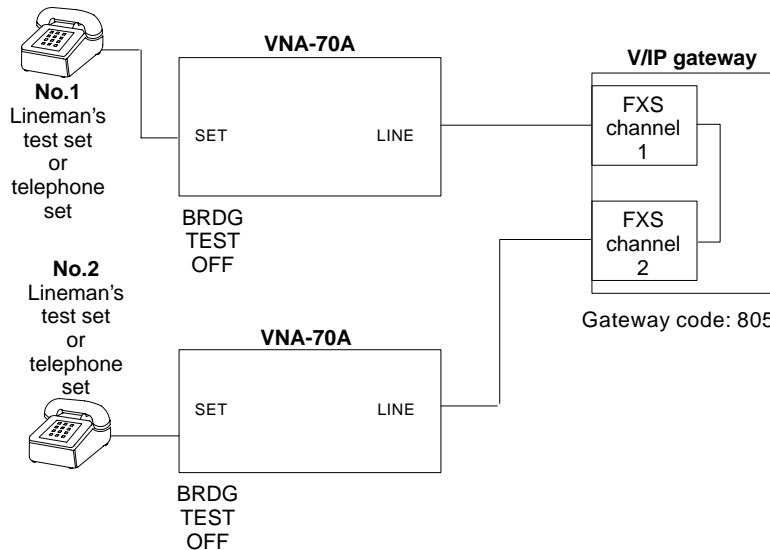 VNA-70A
V/IP gateway
No.1
Lineman's
test set
or
telephone
set
SET
LINE
FXS
channel
1
BRDG
TEST
OFF
FXS
channel
2
Gateway code: 805
No.2
Lineman's
test set
or
telephone
set
VNA-70A
SET
LINE
BRDG
TEST
OFF